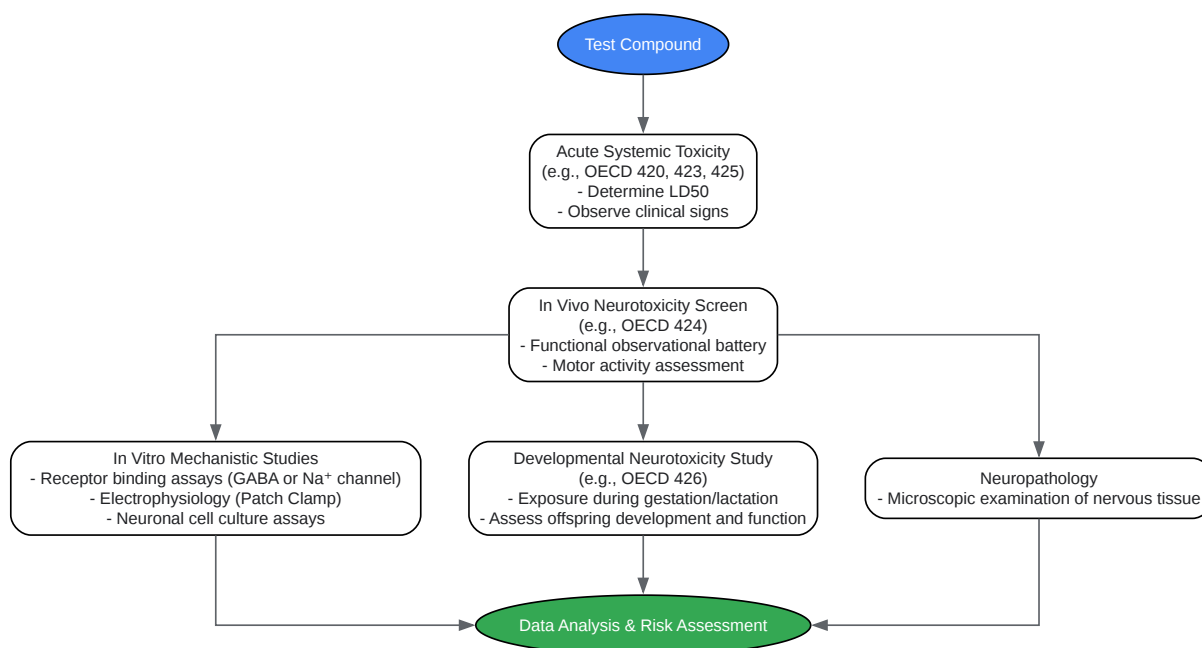 Test Compound
Acute Systemic Toxicity
(e.g., OECD 420, 423, 425)
- Determine LD50
- Observe clinical signs
In Vivo Neurotoxicity Screen
(e.g., OECD 424)
- Functional observational battery
- Motor activity assessment
In Vitro Mechanistic Studies
- Receptor binding assays (GABA or Na⁺ channel)
- Electrophysiology (Patch Clamp)
- Neuronal cell culture assays
Developmental Neurotoxicity Study
(e.g., OECD 426)
- Exposure during gestation/lactation
- Assess offspring development and function
Neuropathology
- Microscopic examination of nervous tissue
Data Analysis & Risk Assessment